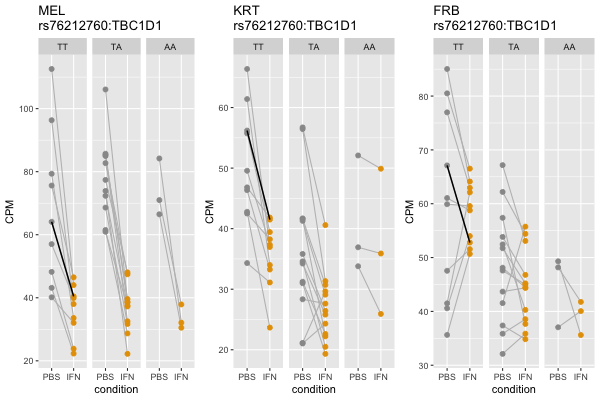 MEL
rs76212760:TBC1D1
TT TA AA
CPM
100
80
60
40
20
PBS IFN PBS IFN PBS IFN
condition
KRT
rs76212760:TBC1D1
TT TA AA
CPM
60
50
40
30
20
PBS IFN PBS IFN PBS IFN
condition
FRB
rs76212760:TBC1D1
TT TA AA
CPM
80
70
60
50
40
30
PBS IFN PBS IFN PBS IFN
condition